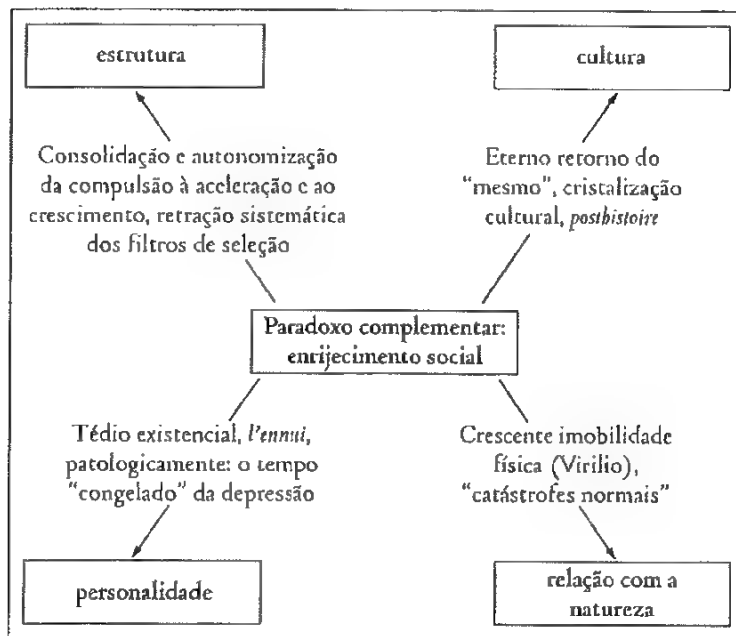 estrutura
cultura
Consolidação e autonomização
da compulsão à aceleração e ao
crescimento, retração sistemática
dos filtros de seleção
Eterno retorno do
“mesmo”, cristalização
cultural, posthistoire
Paradoxo complementar:
enrijecimento social
Tédio existencial, l’ennui,
patologicamente: o tempo
“congelado” da depressão
Crescente imobilidade
física (Virilio),
“catástrofes normais”
personalidade
relação com a
natureza